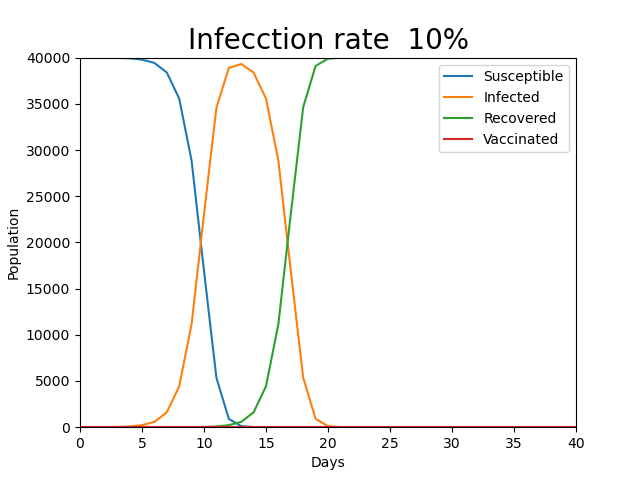 Infecction rate  10%
40000
35000
30000
25000
20000
15000
10000
5000
0
Population
Susceptible
Infected
Recovered
Vaccinated
0 5 10 15 20 25 30 35 40
Days